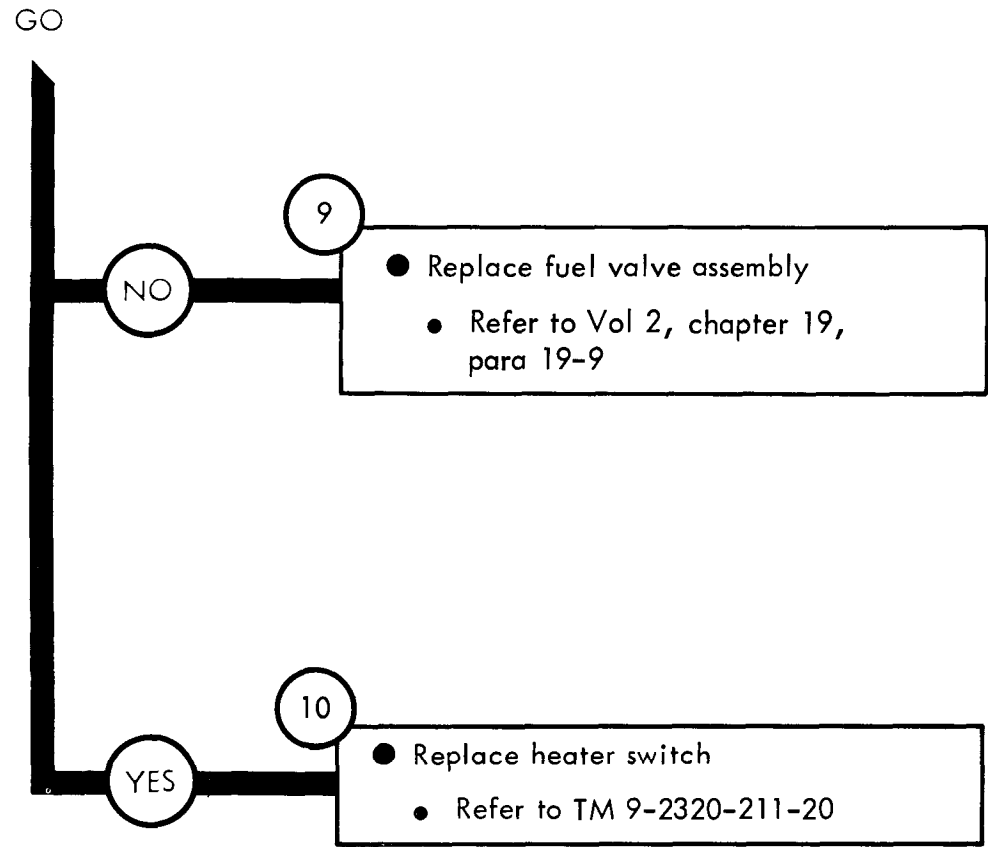 GO
9
NO
● Replace fuel valve assembly
● Refer to Vol 2, chapter 19,
para 19-9
10
YES
● Replace heater switch
● Refer to TM 9-2320-211-20